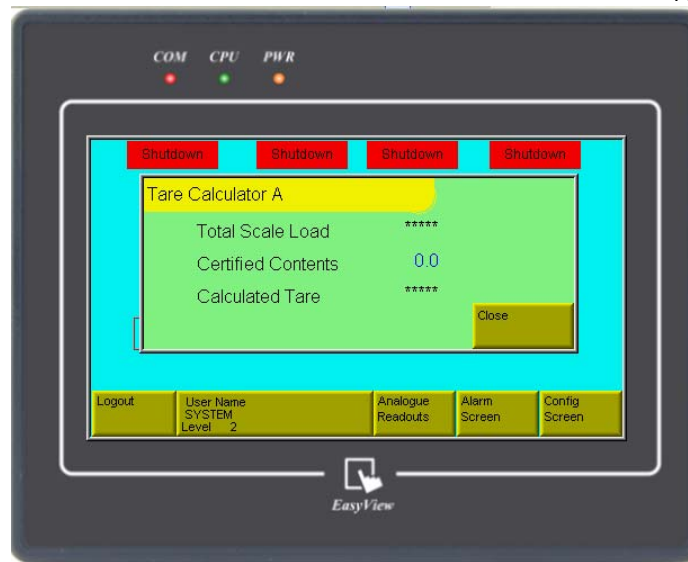 COM CPU PWR
Shutdown Shutdown Shutdown Shutdown
Tare Calculator A
Total Scale Load *****
Certified Contents 0.0
Calculated Tare *****
Close
Logout User Name Analogue Alarm Config
SYSTEM Readouts Screen Screen
Level 2
EasyView